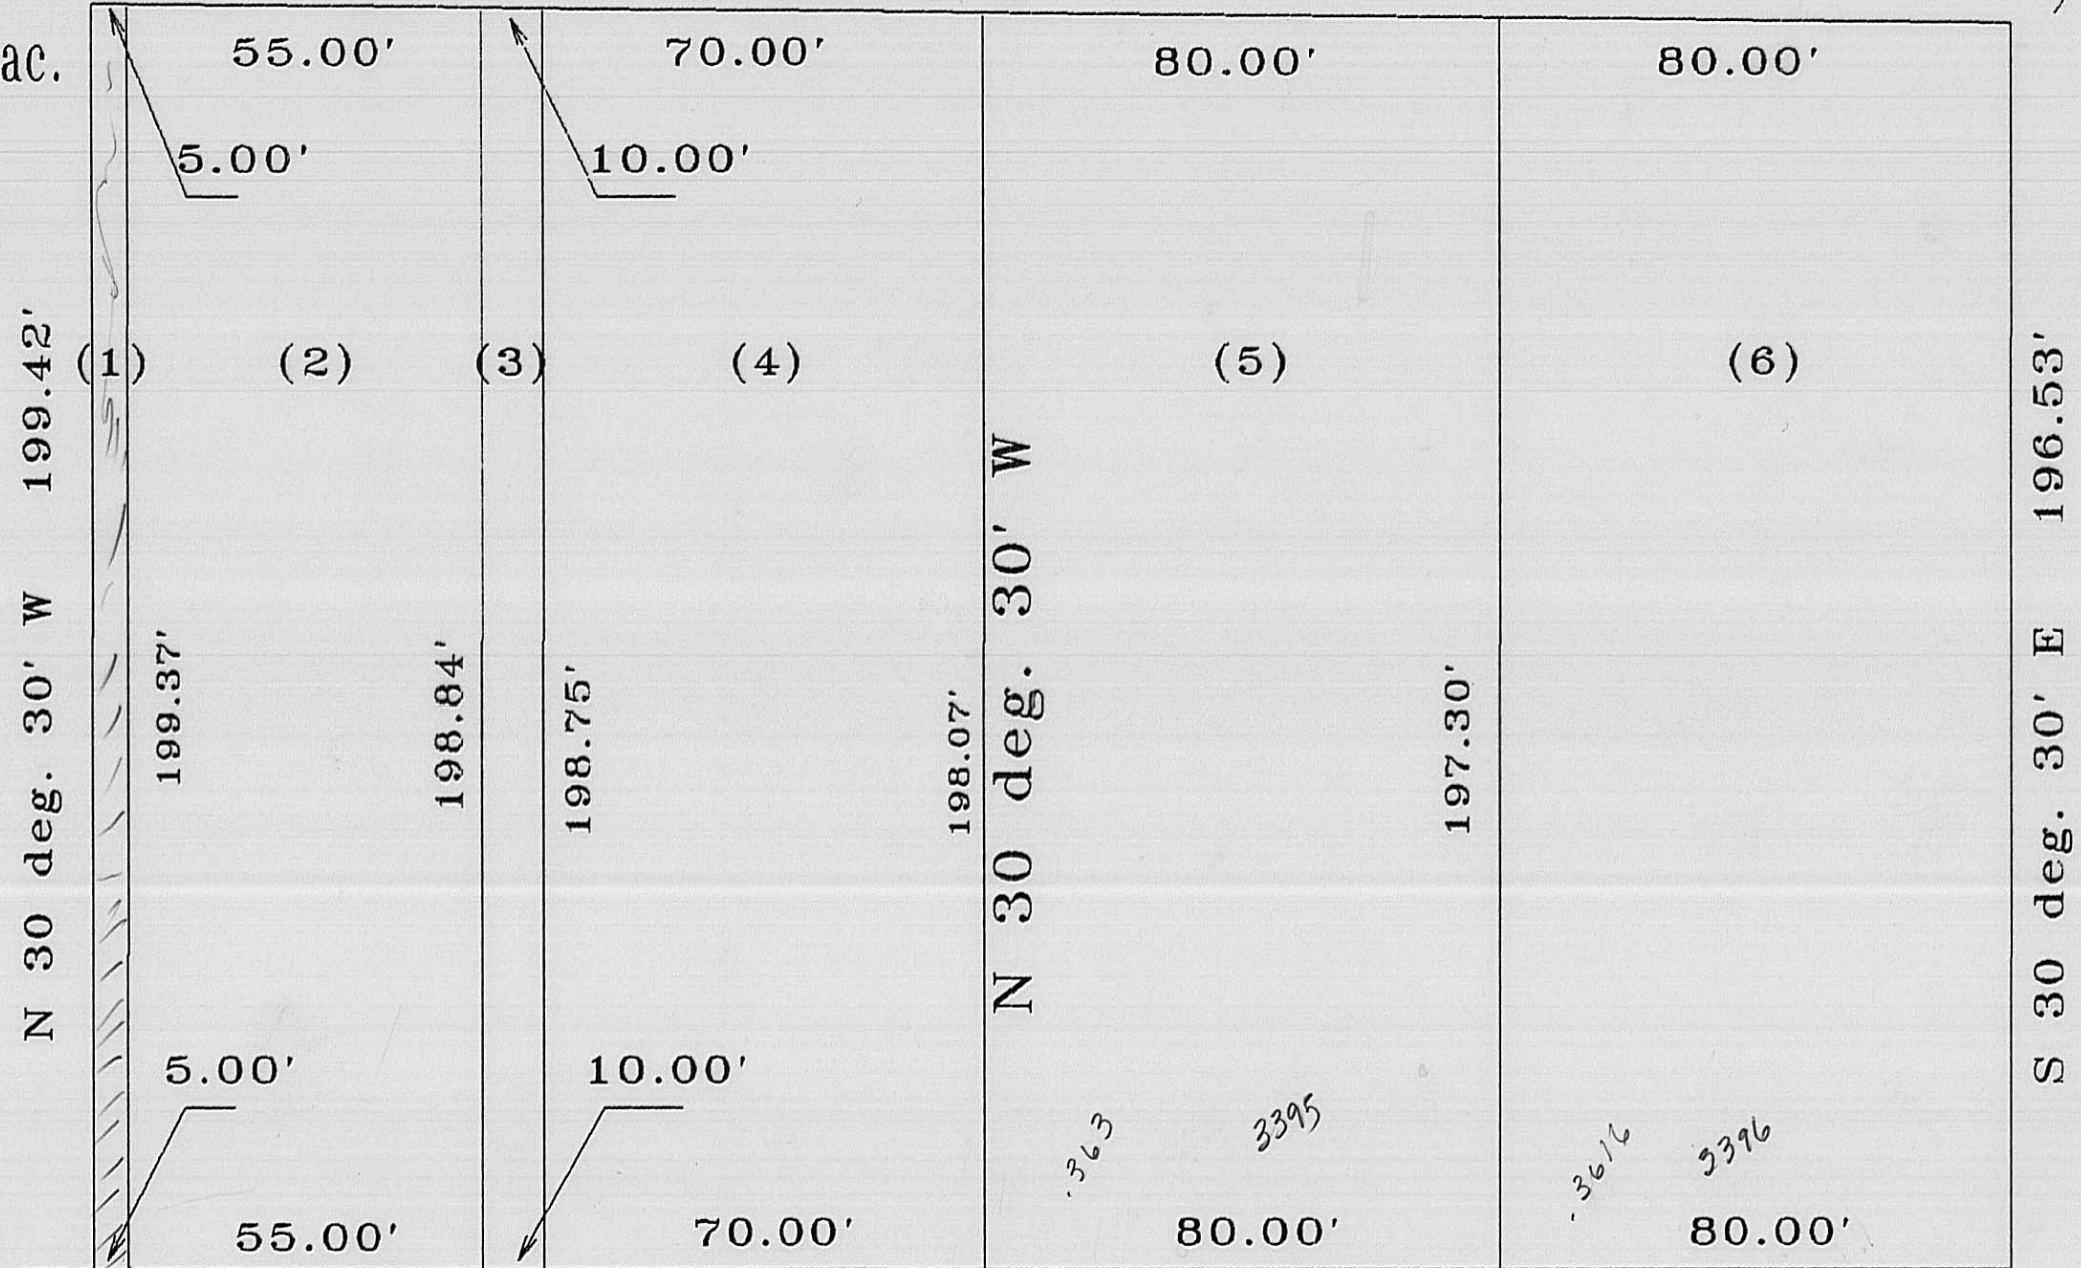 ac.
55.00' 70.00' 80.00' 80.00'
5.00' 10.00'
N 30 deg. 30' W 199.42'
(1) (2) (3) (4) (5) (6)
199.37'
198.84'
198.75'
198.07'
N 30 deg. 30' W
197.30'
S 30 deg. 30' E 196.53'
5.00' 10.00'
.363 3395 .3616 3396
55.00' 70.00' 80.00' 80.00'